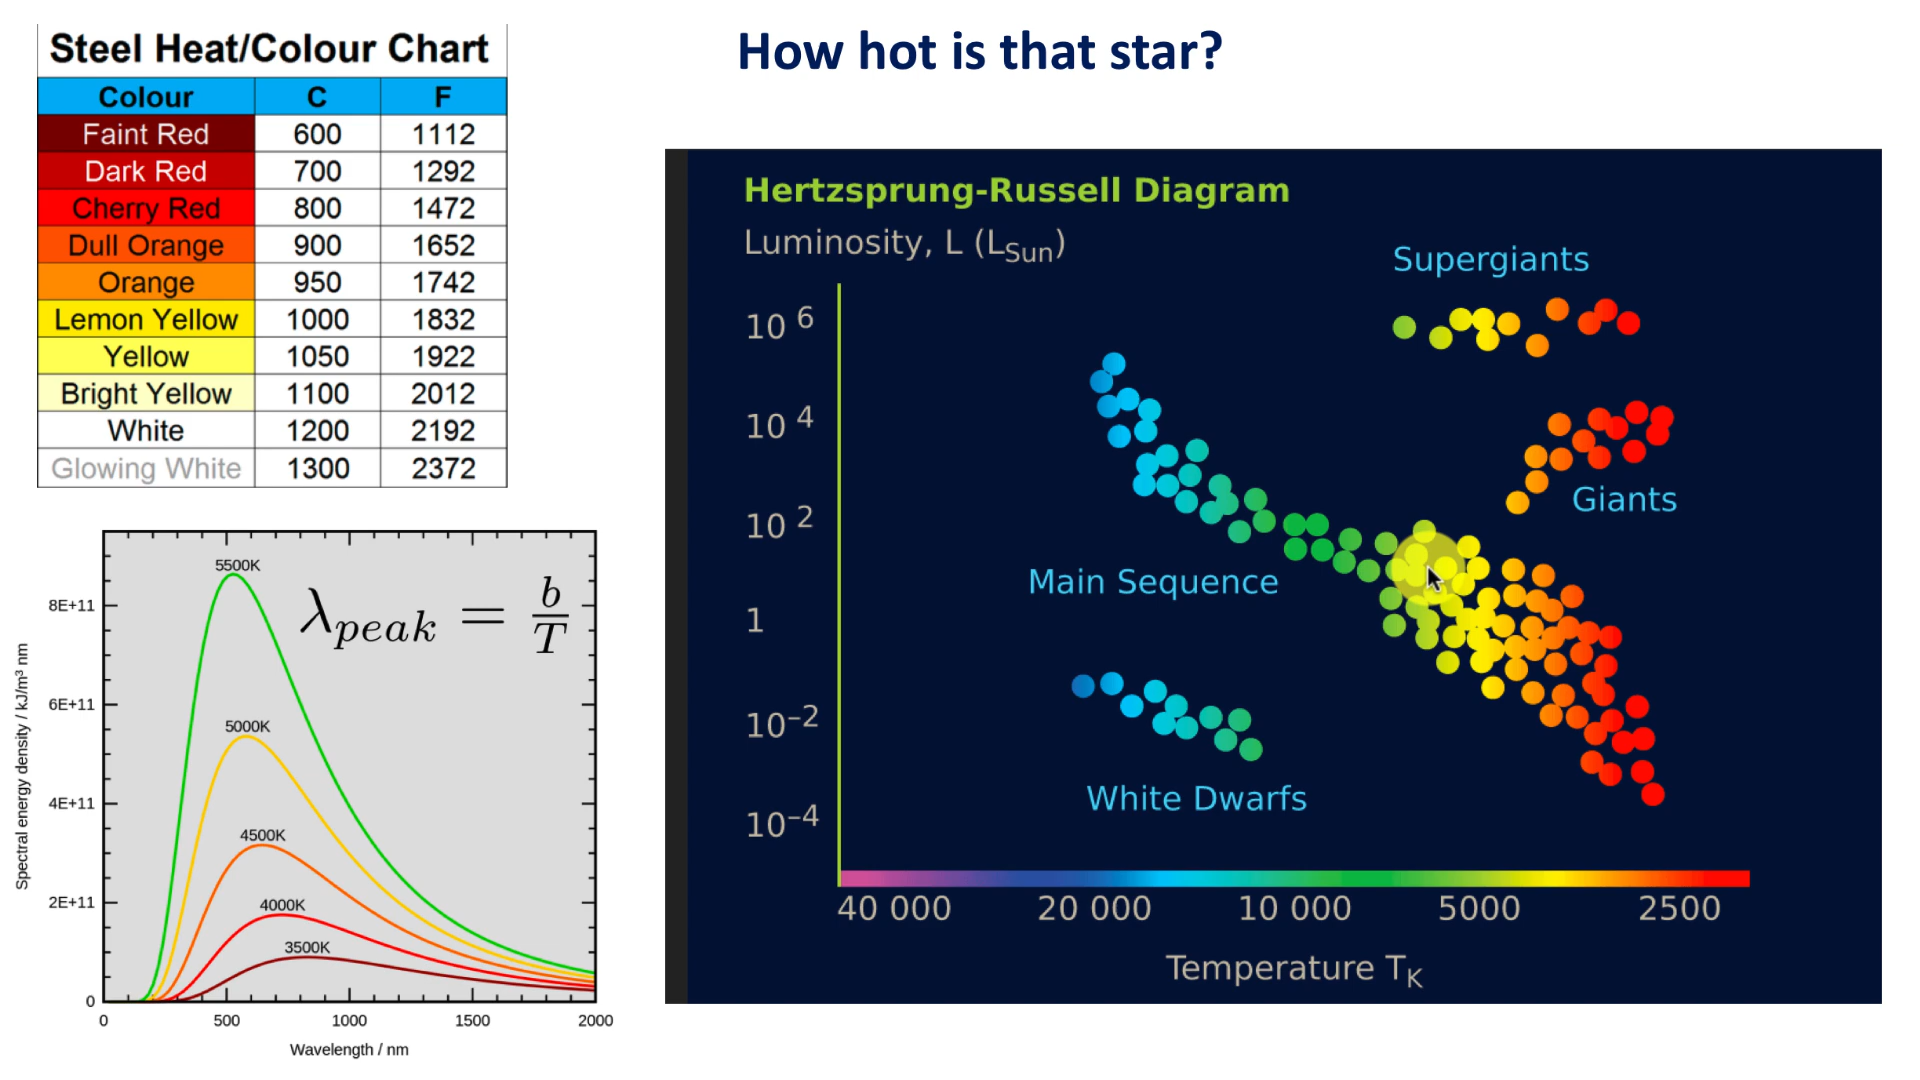 How hot is that star?
Steel Heat/Colour Chart
Colour C F
Faint Red 600 1112
Dark Red 700 1292
Cherry Red 800 1472
Dull Orange 900 1652
Orange 950 1742
Lemon Yellow 1000 1832
Yellow 1050 1922
Bright Yellow 1100 2012
White 1200 2192
Glowing White 1300 2372
5500K
5000K
4500K
4000K
3500K
λpeak = b/T
8E+11
6E+11
4E+11
2E+11
0
0 500 1000 1500 2000
Spectral energy density / kJ/m³ nm
Wavelength / nm
Hertzsprung-Russell Diagram
Luminosity, L (LSun)
Supergiants
Giants
Main Sequence
White Dwarfs
10 6
10 4
10 2
1
10−2
10−4
40 000 20 000 10 000 5000 2500
Temperature TK